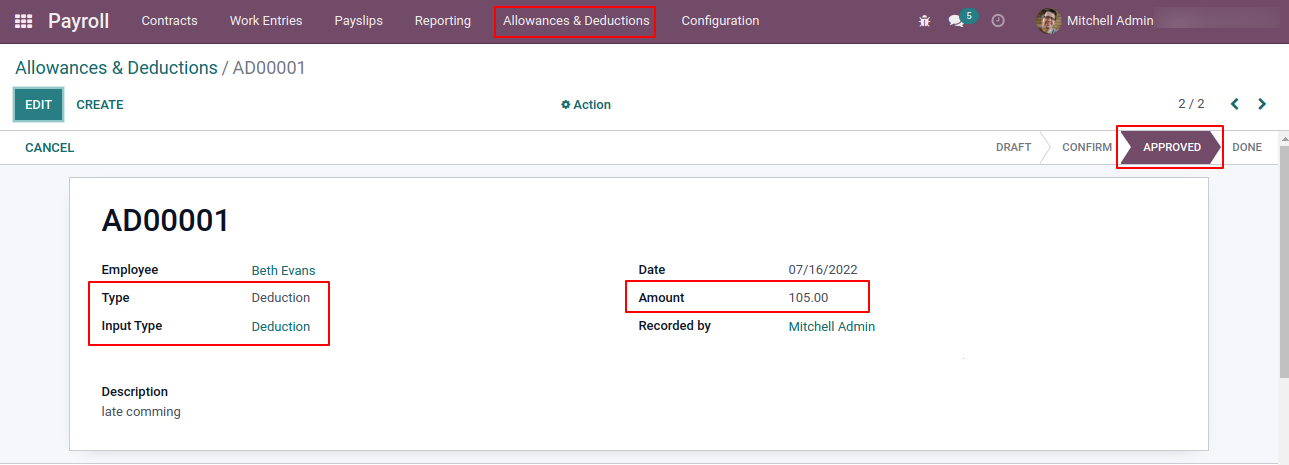 Payroll Contracts Work Entries Payslips Reporting Allowances & Deductions Configuration 5 Mitchell Admin
Allowances & Deductions / AD00001
EDIT CREATE Action 2 / 2
CANCEL DRAFT CONFIRM APPROVED DONE
AD00001
Employee Beth Evans Date 07/16/2022
Type Deduction Amount 105.00
Input Type Deduction Recorded by Mitchell Admin
Description
late comming